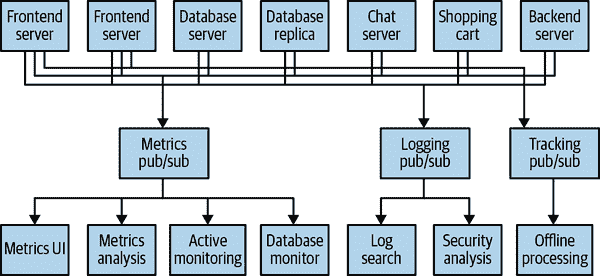 Frontend
server
Frontend
server
Database
server
Database
replica
Chat
server
Shopping
cart
Backend
server
Metrics
pub/sub
Logging
pub/sub
Tracking
pub/sub
Metrics UI
Metrics
analysis
Active
monitoring
Database
monitor
Log
search
Security
analysis
Offline
processing